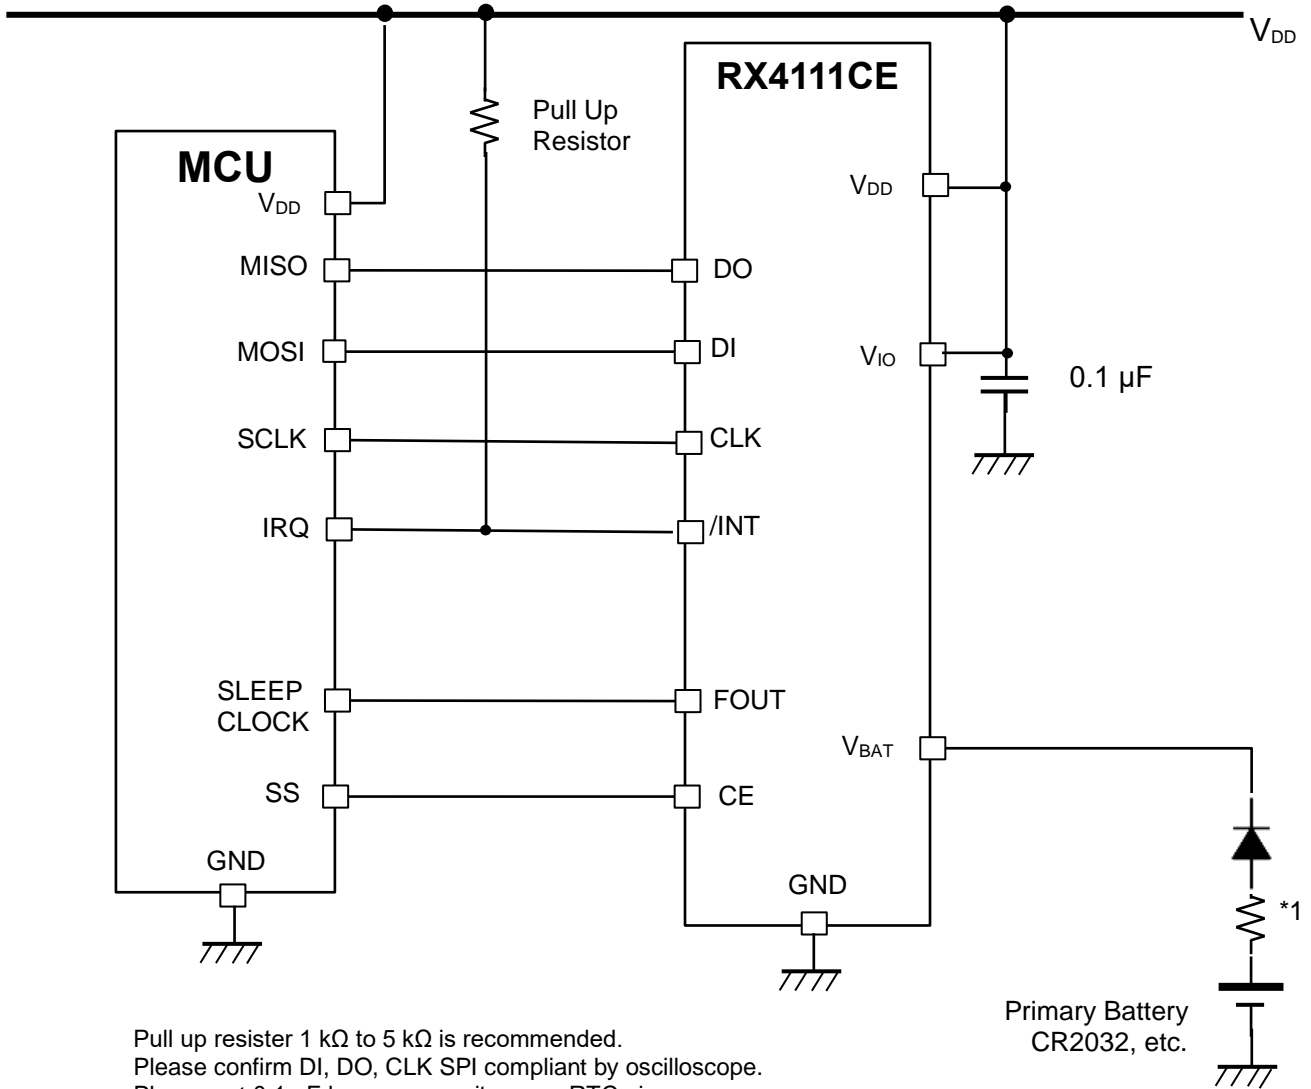 VDD
RX4111CE
Pull Up
Resistor
MCU
VDD
VDD
MISO
DO
MOSI
DI
VIO
0.1 µF
SCLK
CLK
IRQ
/INT
SLEEP
CLOCK
FOUT
VBAT
SS
CE
GND
GND
*1
Primary Battery
CR2032, etc.
Pull up resister 1 kΩ to 5 kΩ is recommended.
Please confirm DI, DO, CLK SPI compliant by oscilloscope.